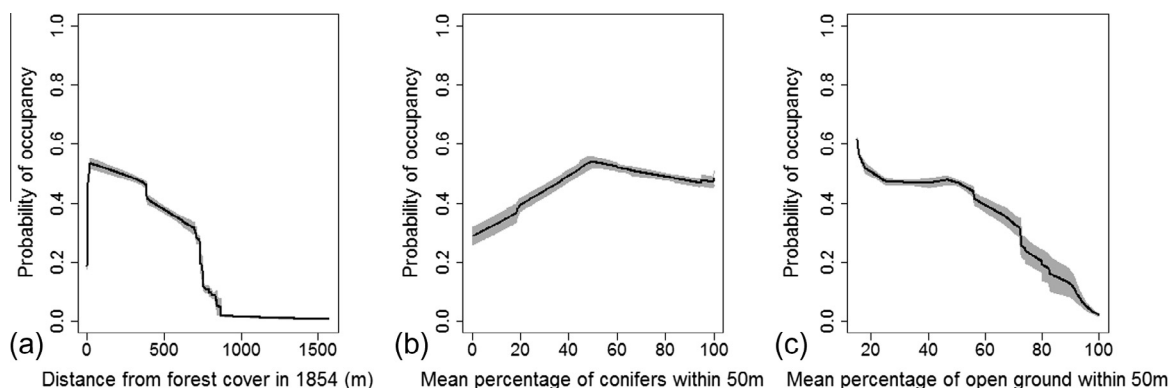 Probability of occupancy
1.0
0.8
0.6
0.4
0.2
0.0
0 500 1000 1500
(a)
Distance from forest cover in 1854 (m)
Probability of occupancy
1.0
0.8
0.6
0.4
0.2
0.0
0 20 40 60 80 100
(b)
Mean percentage of conifers within 50m
Probability of occupancy
1.0
0.8
0.6
0.4
0.2
0.0
20 40 60 80 100
(c)
Mean percentage of open ground within 50m